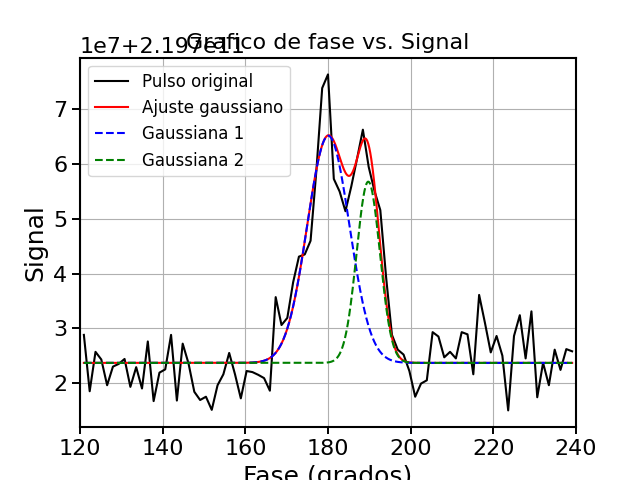 1e7+2.197e11
Grafico de fase vs. Signal
Pulso original
Ajuste gaussiano
Gaussiana 1
Gaussiana 2
Signal
7
6
5
4
3
2
120 140 160 180 200 220 240
Fase (grados)